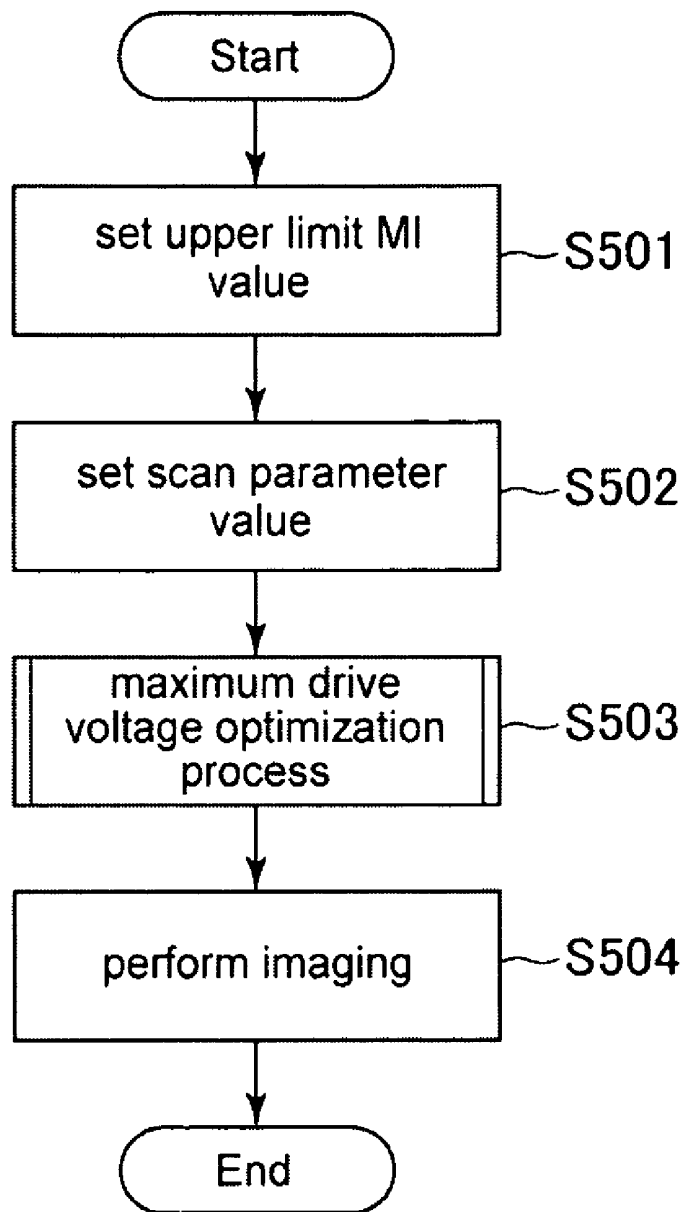 Start
set upper limit MI
value
S501
set scan parameter
value
S502
maximum drive
voltage optimization
process
S503
perform imaging
S504
End